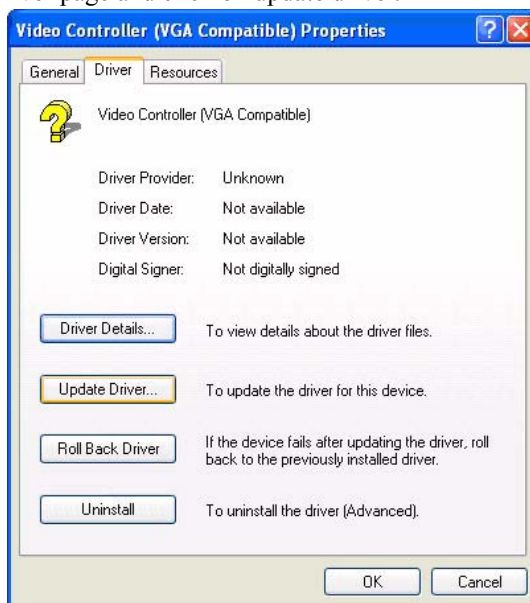 Video Controller (VGA Compatible) Properties
General Driver Resources
Video Controller (VGA Compatible)
Driver Provider: Unknown
Driver Date: Not available
Driver Version: Not available
Digital Signer: Not digitally signed
Driver Details... To view details about the driver files.
Update Driver... To update the driver for this device.
Roll Back Driver If the device fails after updating the driver, roll
back to the previously installed driver.
Uninstall To uninstall the driver (Advanced).
OK Cancel